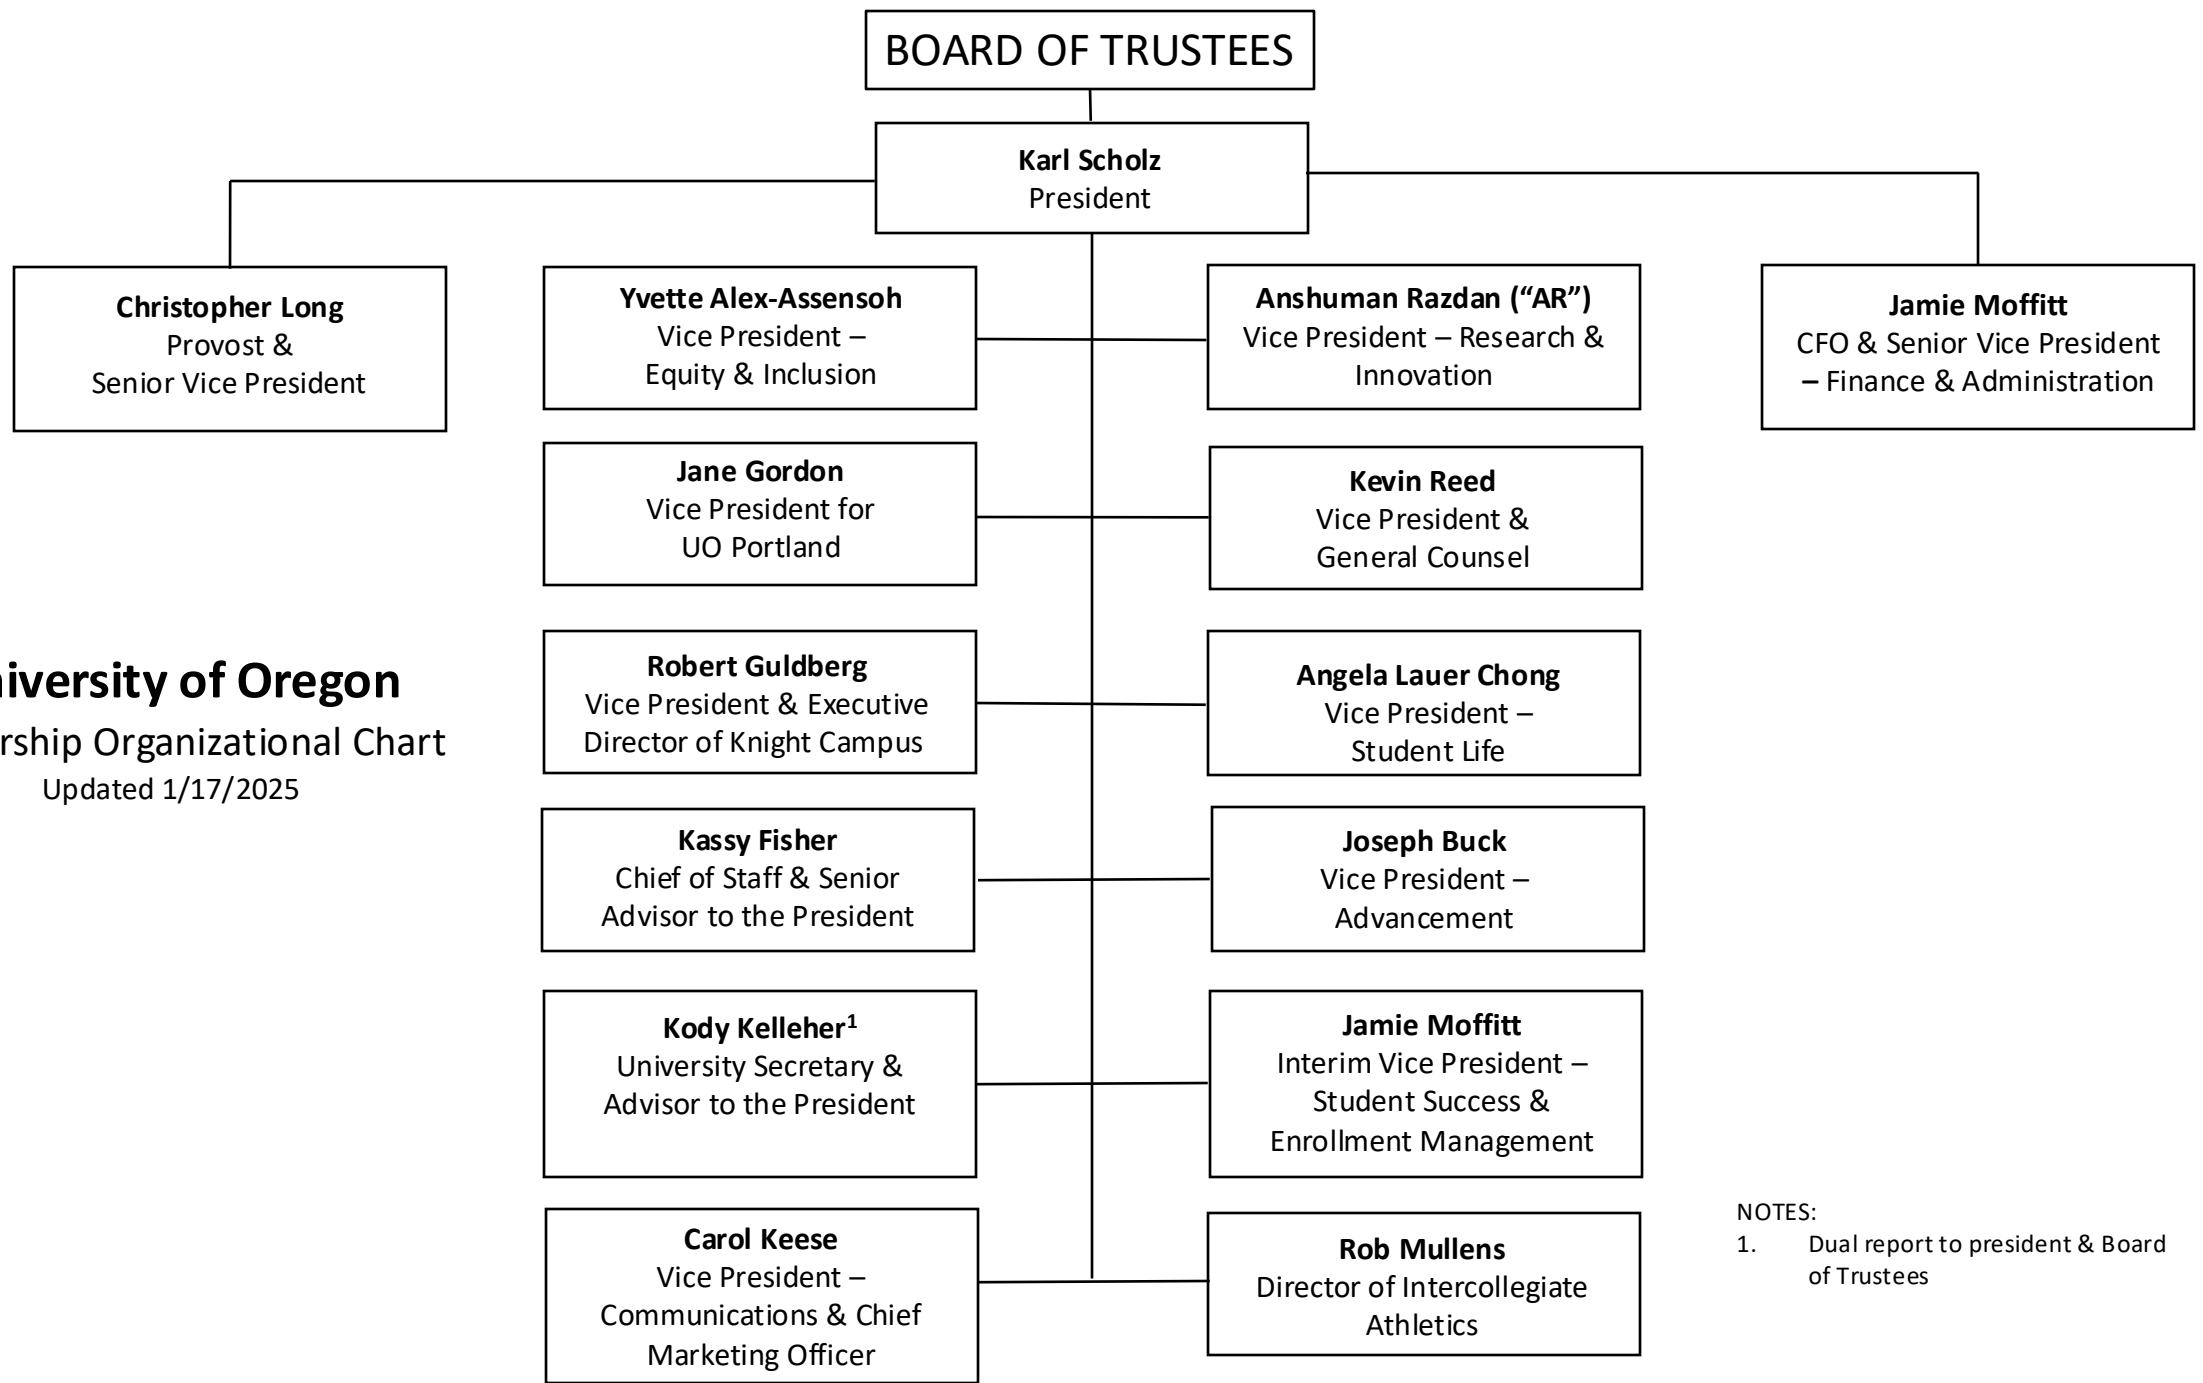 BOARD OF TRUSTEES
Karl Scholz
President
Christopher Long
Provost &
Senior Vice President
Yvette Alex-Assensoh
Vice President –
Equity & Inclusion
Anshuman Razdan (“AR”)
Vice President – Research &
Innovation
Jamie Moffitt
CFO & Senior Vice President
– Finance & Administration
Jane Gordon
Vice President for
UO Portland
Kevin Reed
Vice President &
General Counsel
niversity of Oregon
rship Organizational Chart
Updated 1/17/2025
Robert Guldberg
Vice President & Executive
Director of Knight Campus
Angela Lauer Chong
Vice President –
Student Life
Kassy Fisher
Chief of Staff & Senior
Advisor to the President
Joseph Buck
Vice President –
Advancement
Kody Kelleher¹
University Secretary &
Advisor to the President
Jamie Moffitt
Interim Vice President –
Student Success &
Enrollment Management
Carol Keese
Vice President –
Communications & Chief
Marketing Officer
Rob Mullens
Director of Intercollegiate
Athletics
NOTES:
1. Dual report to president & Board
of Trustees